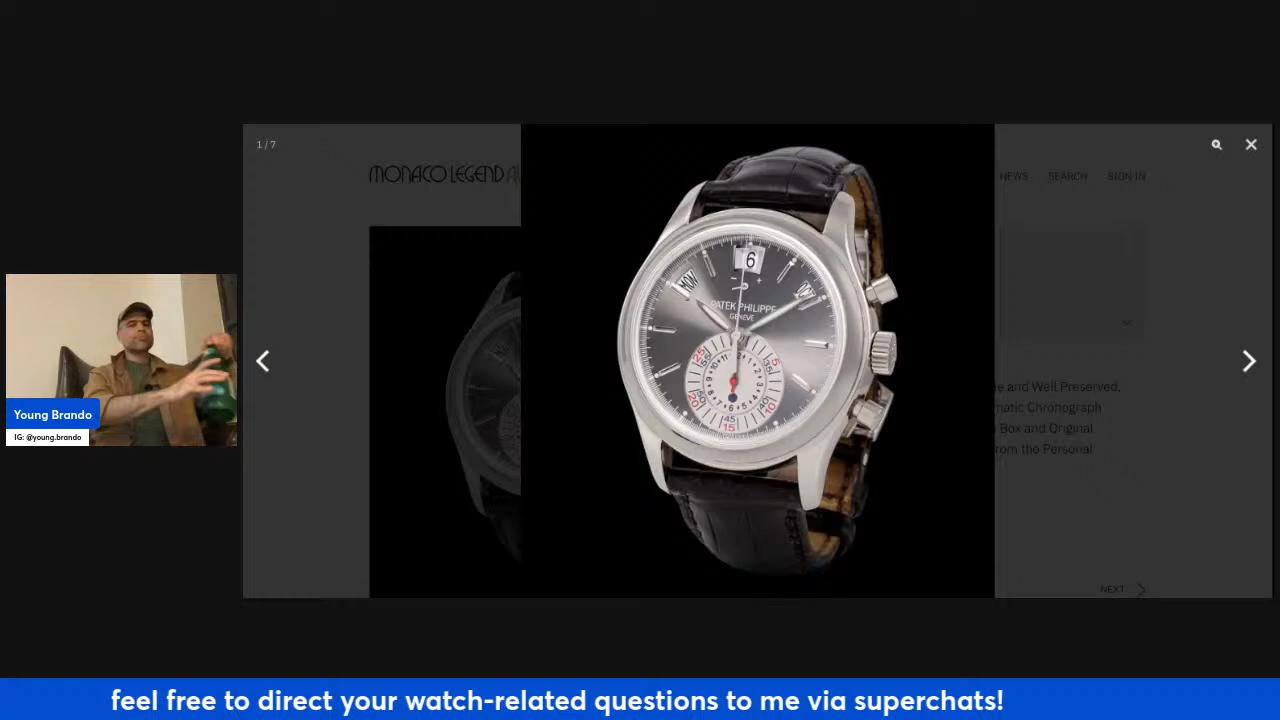 1 / 7
MONACO LEGEND
NEWS
SEARCH
SIGN IN
MON
6
PATEK PHILIPPE
GENEVE
e and Well Preserved,
matic Chronograph
Box and Original
rom the Personal
NEXT
Young Brando
IG: @young.brando
feel free to direct your watch-related questions to me via superchats!